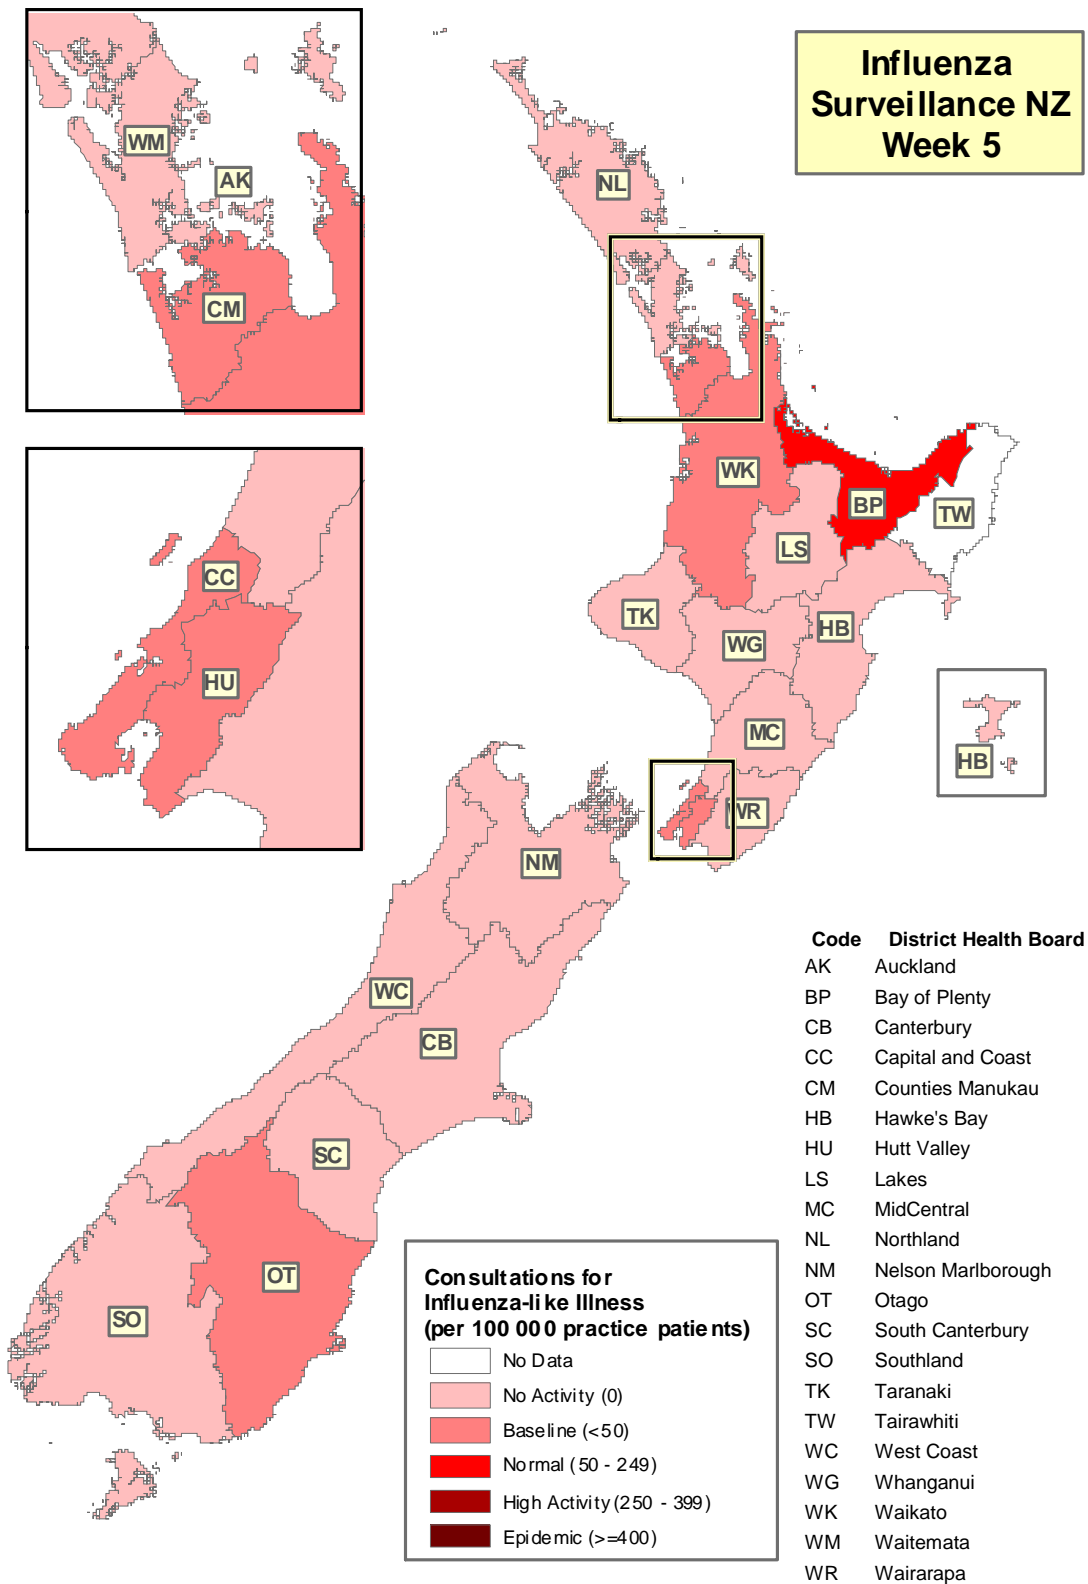 Influenza
Surveillance NZ
Week 5
WM
AK
CM
NL
WK
BP
TW
LS
TK
WG
HB
CC
HU
MC
HB
WR
NM
WC
CB
SC
OT
SO
Code District Health Board
AK Auckland
BP Bay of Plenty
CB Canterbury
CC Capital and Coast
CM Counties Manukau
HB Hawke's Bay
HU Hutt Valley
LS Lakes
MC MidCentral
NL Northland
NM Nelson Marlborough
OT Otago
SC South Canterbury
SO Southland
TK Taranaki
TW Tairawhiti
WC West Coast
WG Whanganui
WK Waikato
WM Waitemata
WR Wairarapa
Consultations for
Influenza-like Illness
(per 100 000 practice patients)
No Data
No Activity (0)
Baseline (<50)
Normal (50 - 249)
High Activity (250 - 399)
Epidemic (>=400)